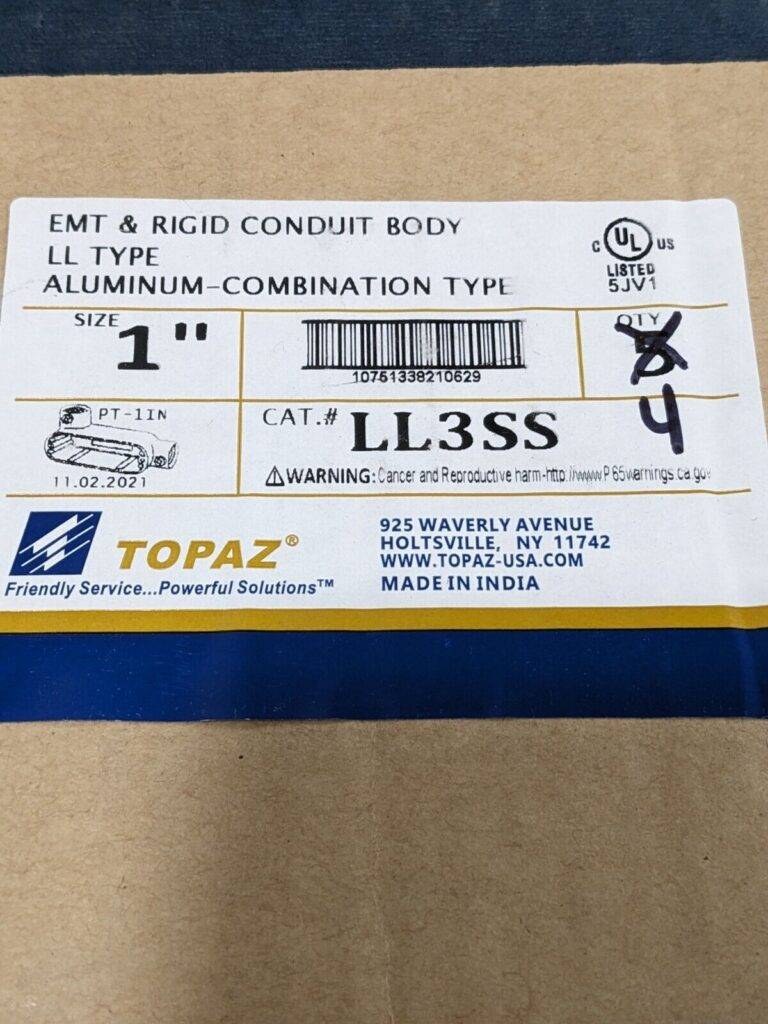 EMT & RIGID CONDUIT BODY
LL TYPE
ALUMINUM-COMBINATION TYPE
C UL US
LISTED
5JV1
SIZE
1"
10751338210629
QTY
5
4
PT-1IN
11.02.2021
CAT.# LL3SS
⚠WARNING: Cancer and Reproductive harm-http://www.P65warnings.ca.gov
TOPAZ®
Friendly Service...Powerful Solutions™
925 WAVERLY AVENUE
HOLTSVILLE, NY 11742
WWW.TOPAZ-USA.COM
MADE IN INDIA